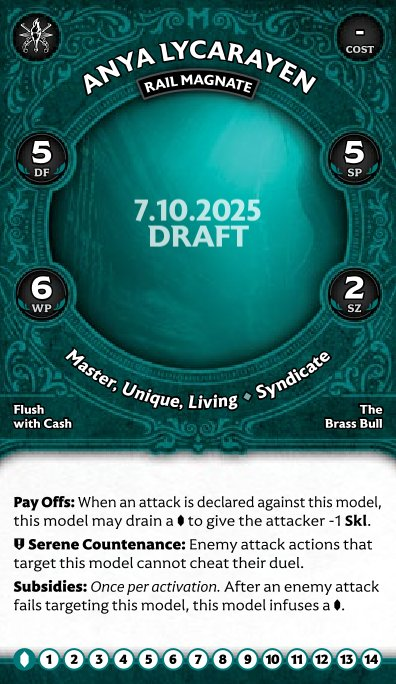 -
COST
ANYA LYCARAYEN
RAIL MAGNATE
5
DF
5
SP
7.10.2025
DRAFT
6
WP
2
SZ
Master, Unique, Living ⬥ Syndicate
Flush
with Cash
The
Brass Bull
Pay Offs: When an attack is declared against this model,
this model may drain a ⬮ to give the attacker -1 Skl.
Serene Countenance: Enemy attack actions that
target this model cannot cheat their duel.
Subsidies: Once per activation. After an enemy attack
fails targeting this model, this model infuses a ⬮.
1 2 3 4 5 6 7 8 9 10 11 12 13 14